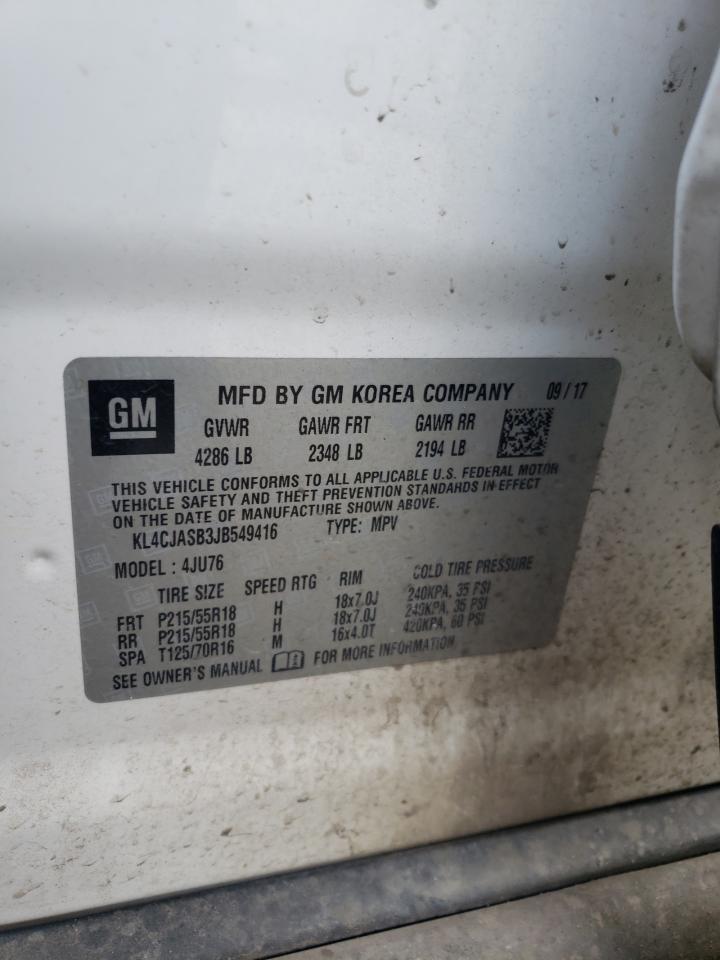 GM
MFD BY GM KOREA COMPANY 09/17
GVWR GAWR FRT GAWR RR
4286 LB 2348 LB 2194 LB
THIS VEHICLE CONFORMS TO ALL APPLICABLE U.S. FEDERAL MOTOR
VEHICLE SAFETY AND THEFT PREVENTION STANDARDS IN EFFECT
ON THE DATE OF MANUFACTURE SHOWN ABOVE.
KL4CJASB3JB549416 TYPE: MPV
MODEL : 4JU76
TIRE SIZE SPEED RTG RIM COLD TIRE PRESSURE
FRT P215/55R18 H 18x7.0J 240KPA, 35 PSI
RR P215/55R18 H 18x7.0J 240KPA, 35 PSI
SPA T125/70R16 M 16x4.0T 420KPA, 60 PSI
SEE OWNER'S MANUAL FOR MORE INFORMATION